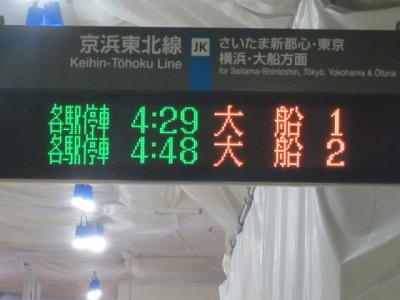 京浜東北線
Keihin-Tōhoku Line
JK
さいたま新都心・東京
横浜・大船方面
for Saitama-Shintoshin, Tōkyō, Yokohama & Ōfuna
各駅停車 4:29 大船 1
各駅停車 4:48 大船 2